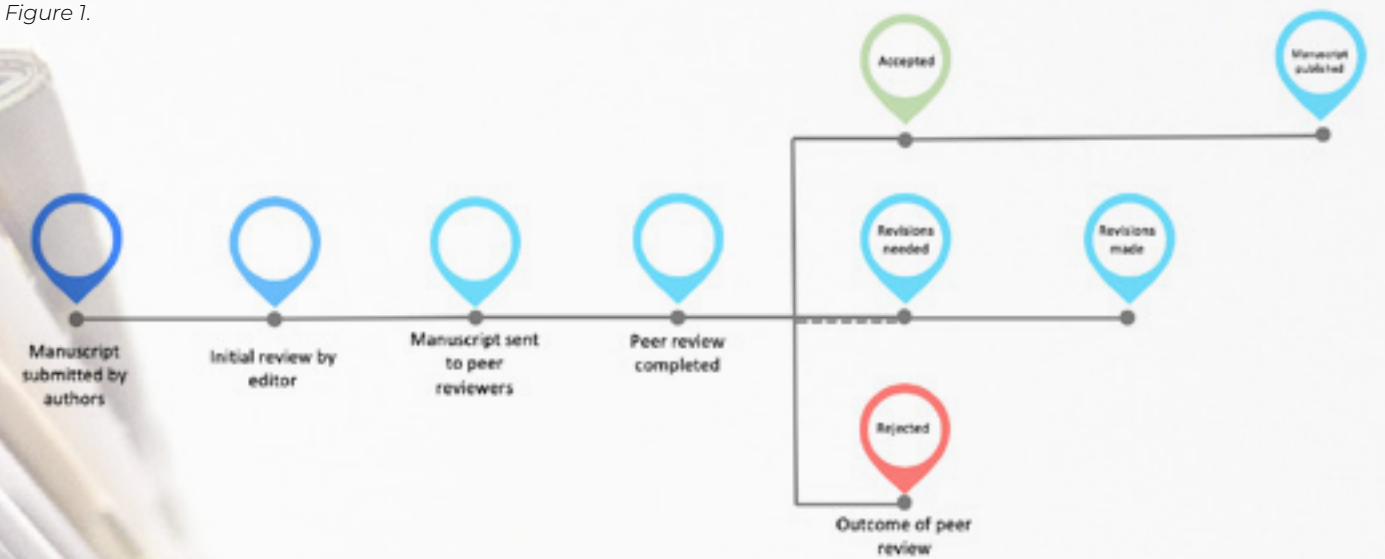 Figure 1.
Accepted
Manuscript
published
Revisions
needed
Revisions
made
Manuscript
submitted by
authors
Initial review by
editor
Manuscript sent
to peer
reviewers
Peer review
completed
Rejected
Outcome of peer
review